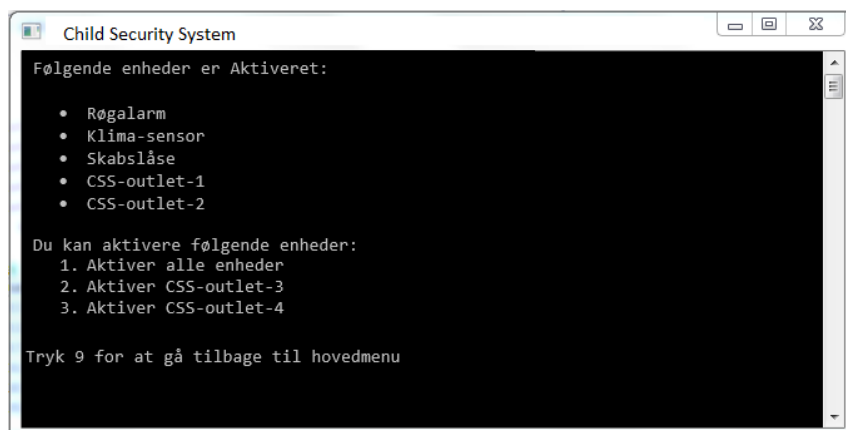 Child Security System
Følgende enheder er Aktiveret:
• Røgalarm
• Klima-sensor
• Skabslåse
• CSS-outlet-1
• CSS-outlet-2
Du kan aktivere følgende enheder:
1. Aktiver alle enheder
2. Aktiver CSS-outlet-3
3. Aktiver CSS-outlet-4
Tryk 9 for at gå tilbage til hovedmenu